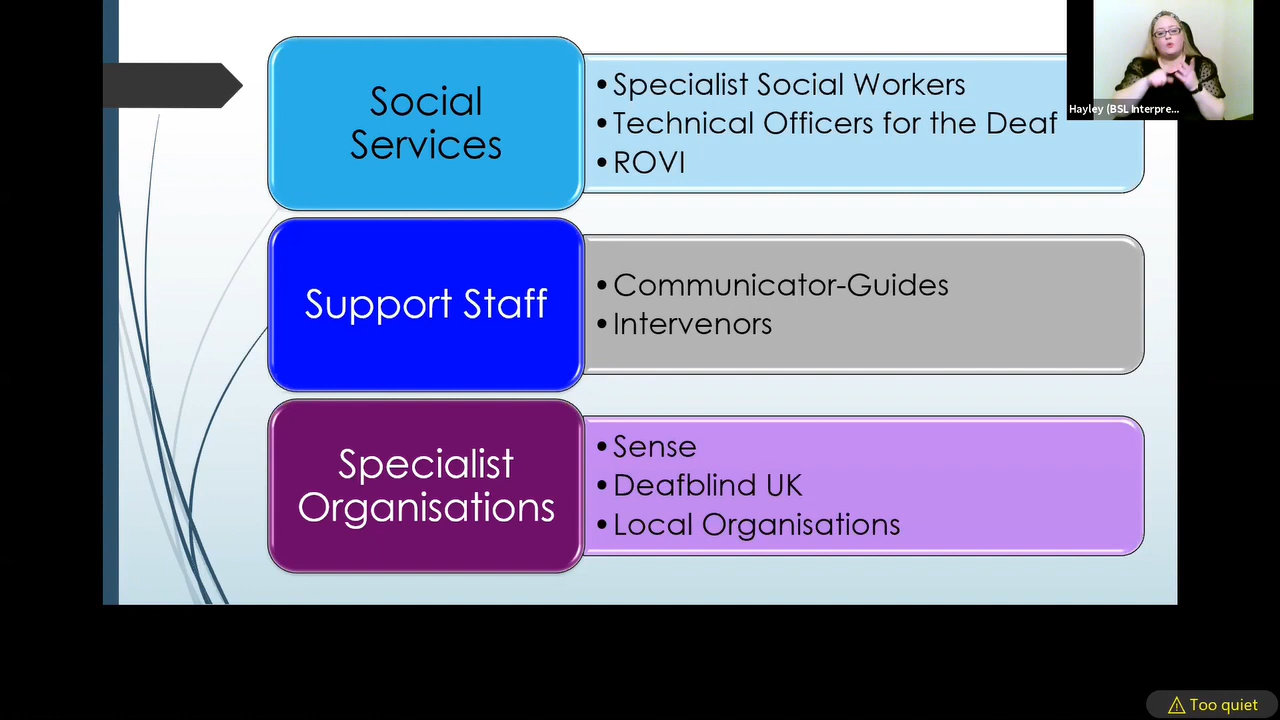 Social
Services
•Specialist Social Workers
•Technical Officers for the Deaf
•ROVI
Hayley (BSL Interpre...
Support Staff
•Communicator-Guides
•Intervenors
Specialist
Organisations
•Sense
•Deafblind UK
•Local Organisations
Too quiet